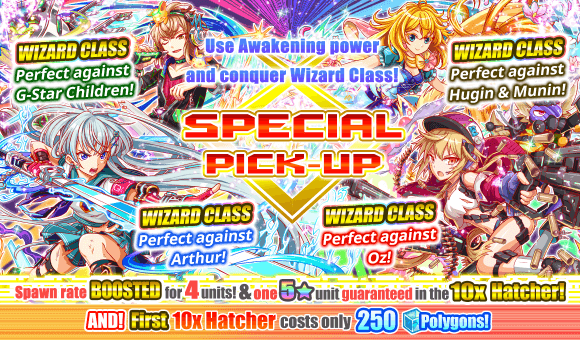 WIZARD CLASS
Perfect against
G-Star Children!
Use Awakening power
and conquer Wizard Class!
WIZARD CLASS
Perfect against
Hugin & Munin!
SPECIAL
PICK-UP
WIZARD CLASS
Perfect against
Arthur!
WIZARD CLASS
Perfect against
Oz!
Spawn rate BOOSTED for 4 units! & one 5★unit guaranteed in the 10x Hatcher!
AND! First 10x Hatcher costs only 250 Polygons!